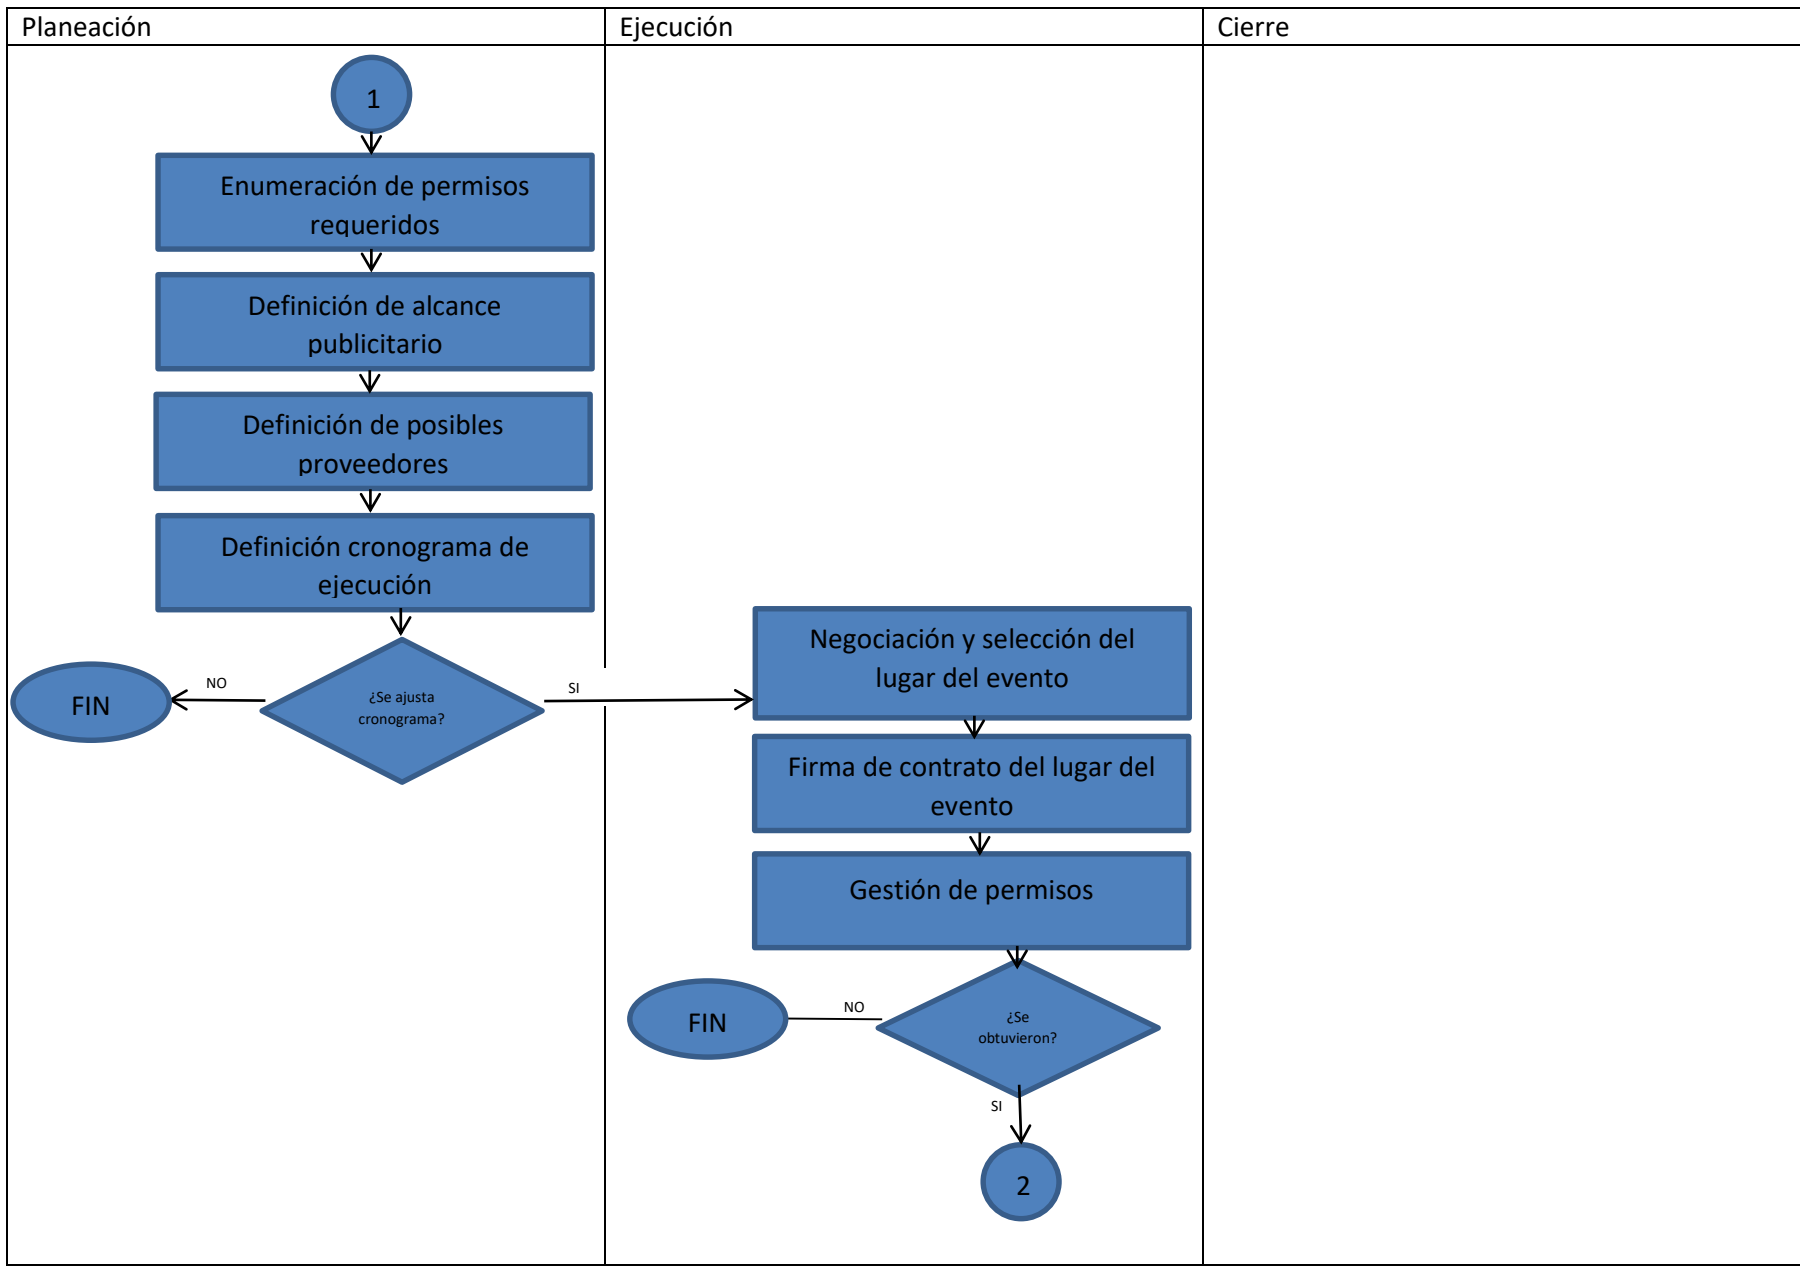 Planeación
Ejecución
Cierre
1
Enumeración de permisos
requeridos
Definición de alcance
publicitario
Definición de posibles
proveedores
Definición cronograma de
ejecución
¿Se ajusta
cronograma?
NO
FIN
SI
Negociación y selección del
lugar del evento
Firma de contrato del lugar del
evento
Gestión de permisos
¿Se
obtuvieron?
NO
FIN
SI
2